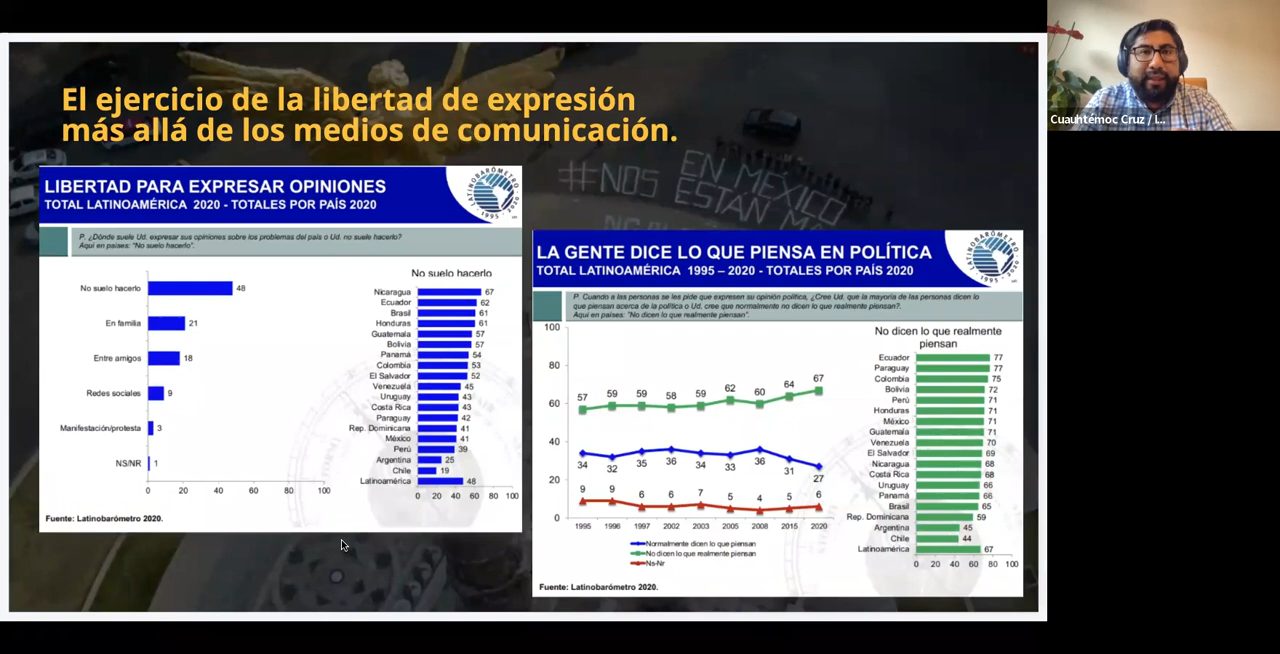 El ejercicio de la libertad de expresión
más allá de los medios de comunicación.
#NOS
EN MÉXICO
ESTÁN
LIBERTAD PARA EXPRESAR OPINIONES
TOTAL LATINOAMÉRICA 2020 - TOTALES POR PAÍS 2020
LATINOBARÓMETRO
1995
P. ¿Dónde suele Ud. expresar sus opiniones sobre los problemas del país o Ud. no suele hacerlo?
Aquí en países: "No suelo hacerlo".
No suelo hacerlo 48
En familia 21
Entre amigos 18
Redes sociales 9
Manifestación/protesta 3
NS/NR 1
0 20 40 60 80 100
No suelo hacerlo
Nicaragua 67
Ecuador 62
Brasil 61
Honduras 61
Guatemala 57
Bolivia 57
Panamá 54
Colombia 53
El Salvador 52
Venezuela 45
Uruguay 43
Costa Rica 43
Paraguay 42
Rep. Dominicana 41
México 41
Perú 39
Argentina 25
Chile 19
Latinoamérica 48
0 20 40 60 80 100
Fuente: Latinobarómetro 2020.
LA GENTE DICE LO QUE PIENSA EN POLÍTICA
TOTAL LATINOAMÉRICA 1995 – 2020 - TOTALES POR PAÍS 2020
LATINOBARÓMETRO
1995
P. Cuando a las personas se les pide que expresen su opinión política, ¿Cree Ud. que la mayoría de las personas dicen lo
que piensan acerca de la política o Ud. cree que normalmente no dicen lo que realmente piensan?.
Aquí en países: "No dicen lo que realmente piensan".
100
80
60
40
20
0
57 59 59 58 59 62 60 64 67
34 32 35 36 34 33 36 31 27
9 9 6 6 7 5 4 5 6
1995 1996 1997 2002 2003 2005 2008 2015 2020
Normalmente dicen lo que piensan
No dicen lo que realmente piensan
Ns-Nr
No dicen lo que realmente
piensan
Ecuador 77
Paraguay 77
Colombia 75
Bolivia 72
Perú 71
Honduras 71
México 71
Guatemala 71
Venezuela 70
El Salvador 69
Nicaragua 68
Costa Rica 68
Uruguay 66
Panamá 66
Brasil 65
Rep. Dominicana 59
Argentina 45
Chile 44
Latinoamérica 67
0 20 40 60 80 100
Fuente: Latinobarómetro 2020.
Cuauhtémoc Cruz / I...